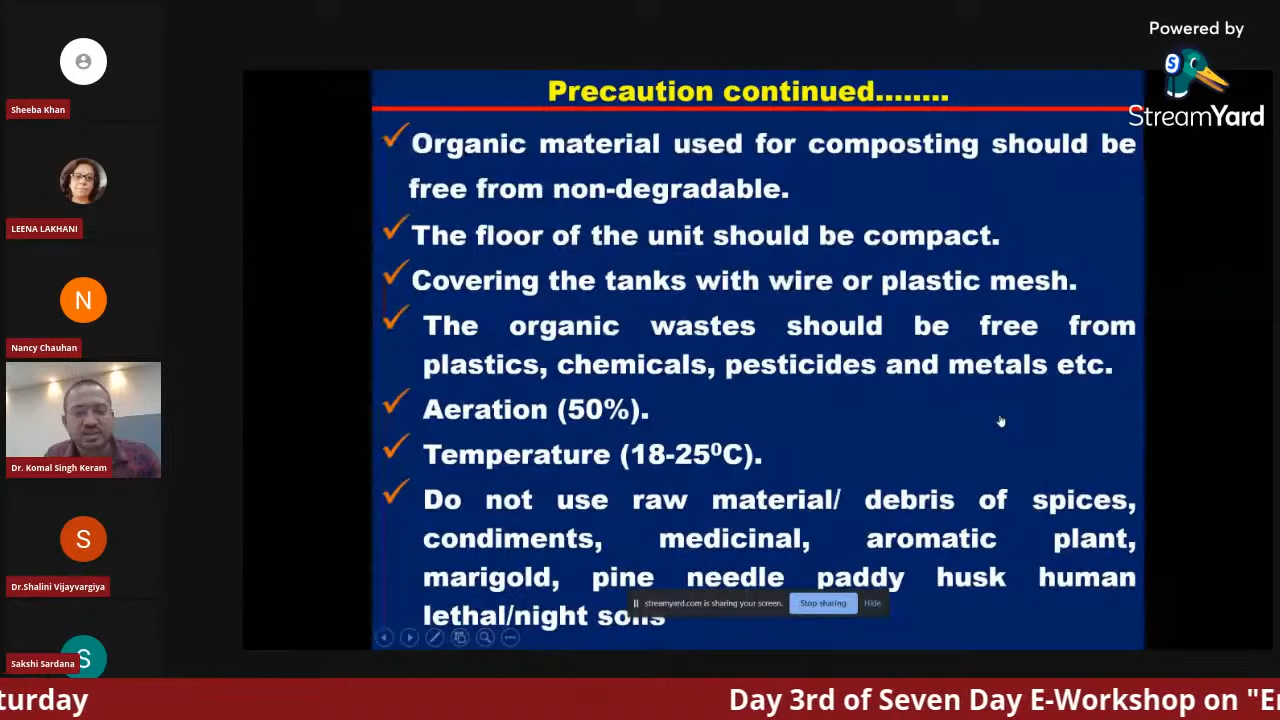 Powered by
StreamYard
Sheeba Khan
LEENA LAKHANI
N
Nancy Chauhan
Dr. Komal Singh Keram
S
Dr.Shalini Vijayvargiya
S
Sakshi Sardana
Precaution continued........
Organic material used for composting should be
free from non-degradable.
The floor of the unit should be compact.
Covering the tanks with wire or plastic mesh.
The organic wastes should be free from
plastics, chemicals, pesticides and metals etc.
Aeration (50%).
Temperature (18-25⁰C).
Do not use raw material/ debris of spices,
condiments, medicinal, aromatic plant,
marigold, pine needle paddy husk human
lethal/night soils
streamyard.com is sharing your screen. Stop sharing Hide
turday Day 3rd of Seven Day E-Workshop on "E